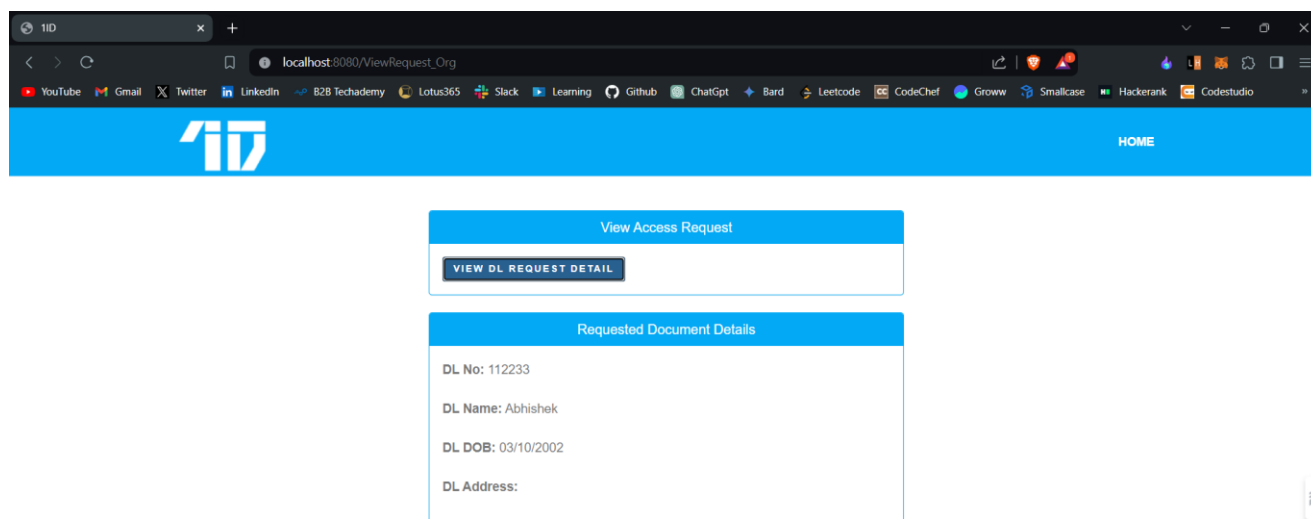 1ID
localhost:8080/ViewRequest_Org
YouTube Gmail Twitter LinkedIn B2B Techademy Lotus365 Slack Learning Github ChatGpt Bard Leetcode CodeChef Groww Smallcase Hackerank Codestudio
1ID HOME
View Access Request
VIEW DL REQUEST DETAIL
Requested Document Details
DL No: 112233
DL Name: Abhishek
DL DOB: 03/10/2002
DL Address: